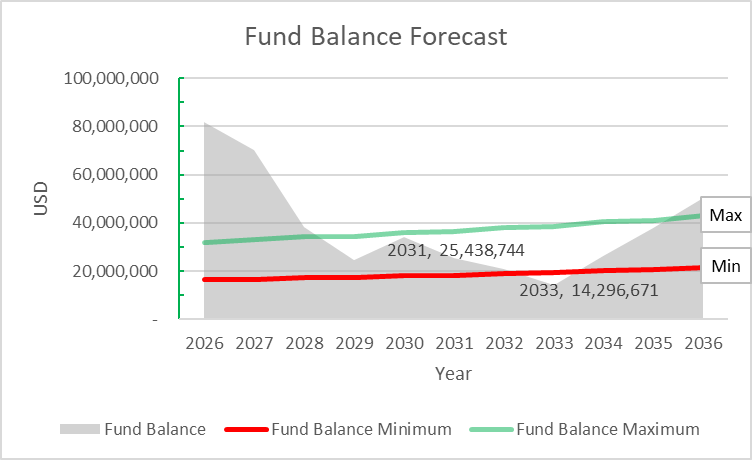 Fund Balance Forecast
100,000,000
80,000,000
60,000,000
40,000,000
20,000,000
-
USD
2031, 25,438,744
2033, 14,296,671
Max
Min
2026 2027 2028 2029 2030 2031 2032 2033 2034 2035 2036
Year
Fund Balance Fund Balance Minimum Fund Balance Maximum